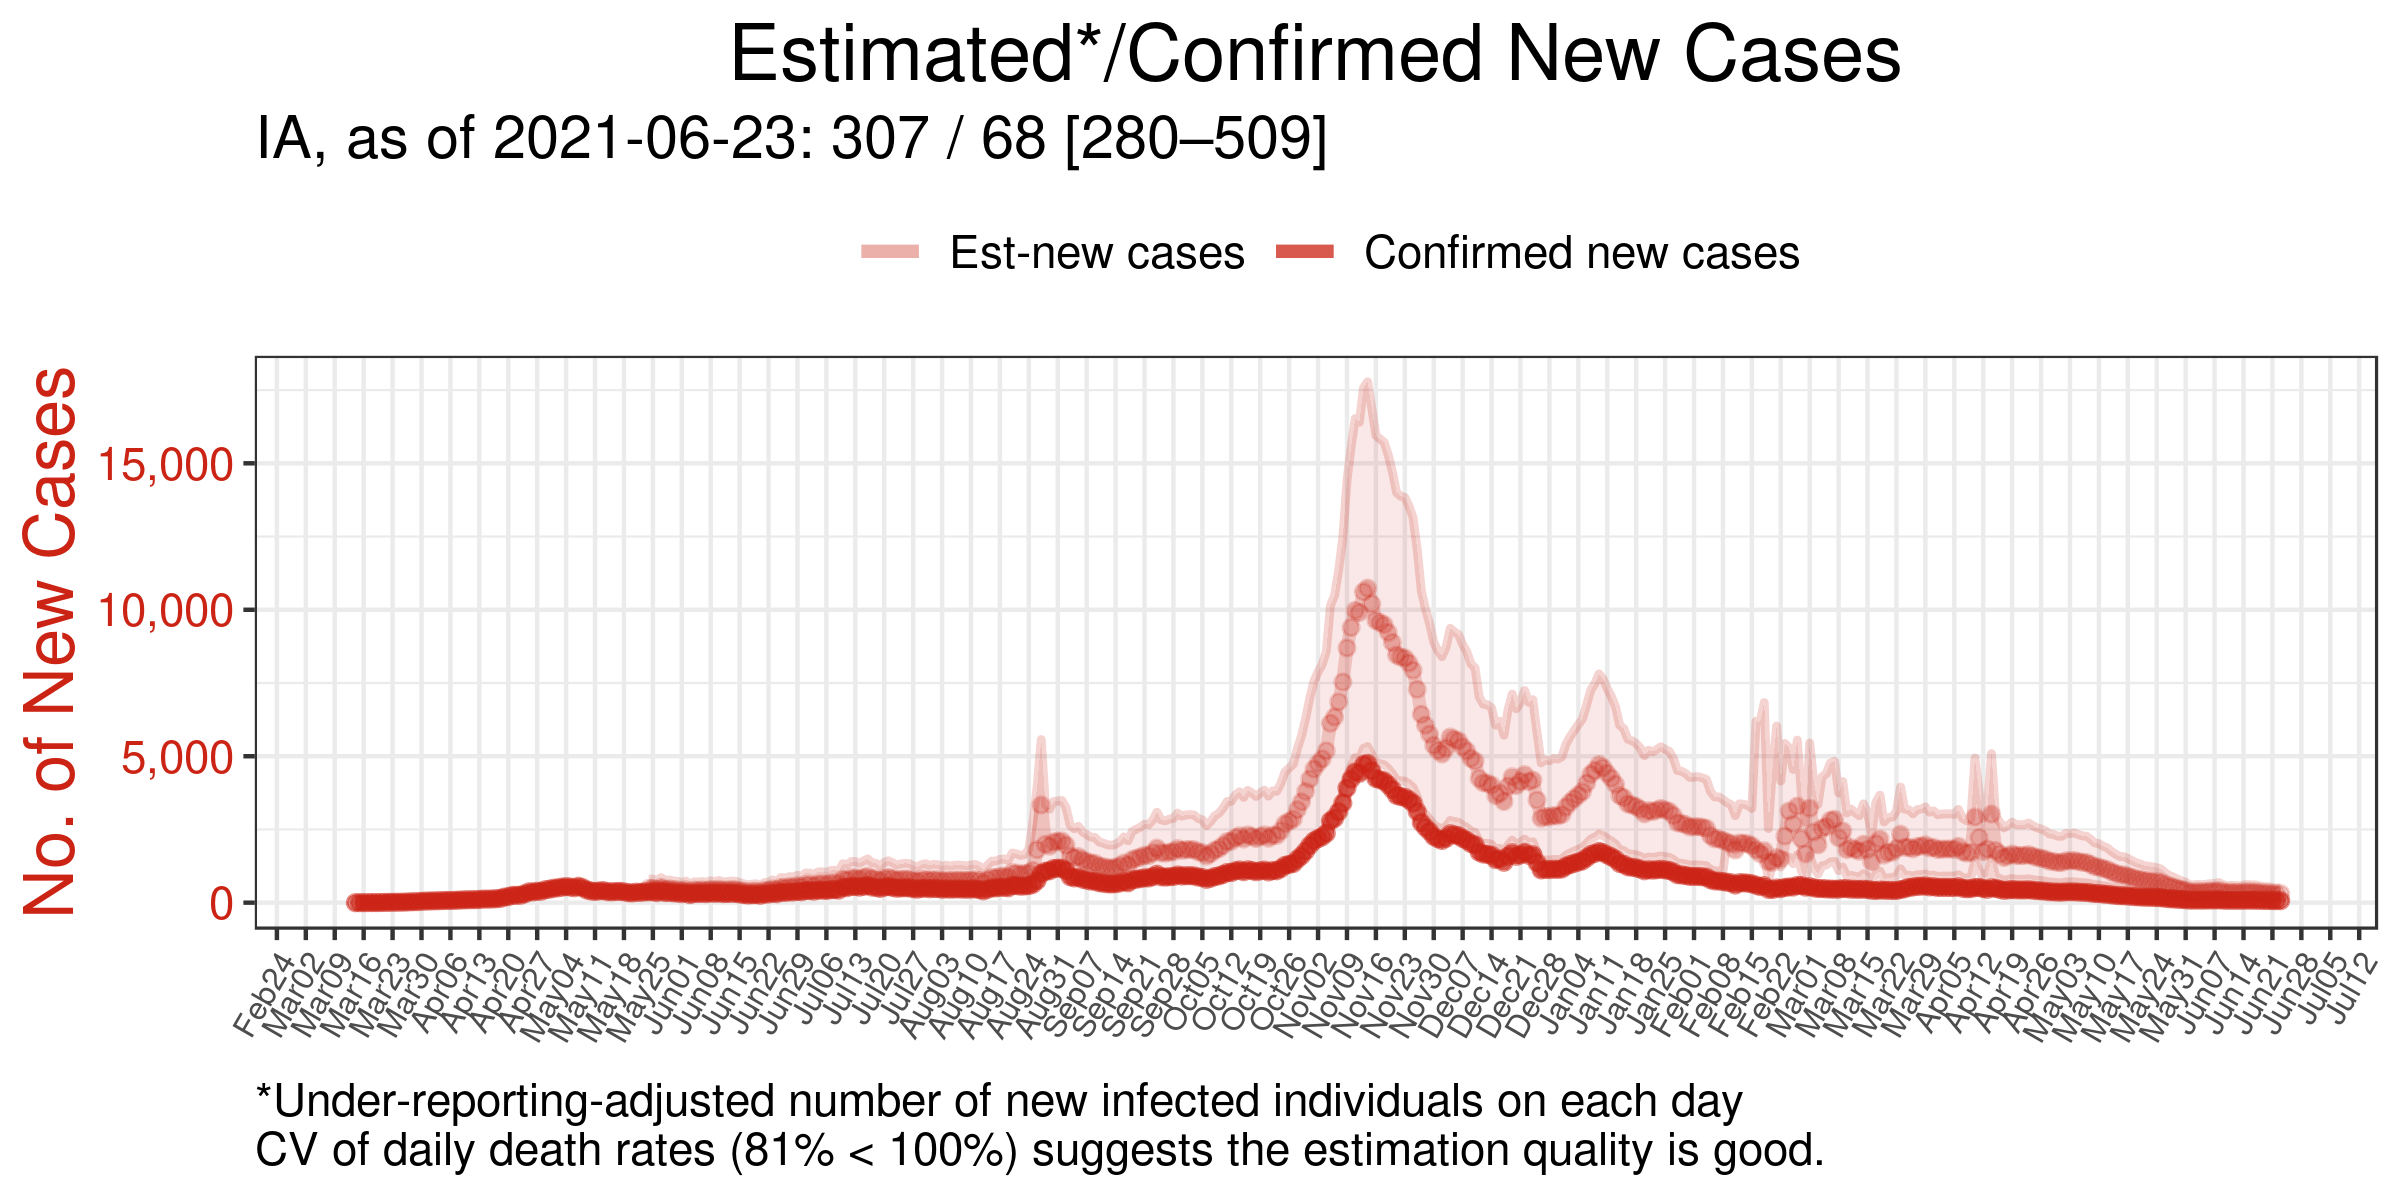 Estimated*/Confirmed New Cases
IA, as of 2021-06-23: 307 / 68 [280–509]
Est-new cases Confirmed new cases
No. of New Cases
15,000
10,000
5,000
0
Feb24 Mar02 Mar09 Mar16 Mar23 Mar30 Apr06 Apr13 Apr20 Apr27 May04 May11 May18 May25 Jun01 Jun08 Jun15 Jun22 Jun29 Jul06 Jul13 Jul20 Jul27 Aug03 Aug10 Aug17 Aug24 Aug31 Sep07 Sep14 Sep21 Sep28 Oct05 Oct12 Oct19 Oct26 Nov02 Nov09 Nov16 Nov23 Nov30 Dec07 Dec14 Dec21 Dec28 Jan04 Jan11 Jan18 Jan25 Feb01 Feb08 Feb15 Feb22 Mar01 Mar08 Mar15 Mar22 Mar29 Apr05 Apr12 Apr19 Apr26 May03 May10 May17 May24 May31 Jun07 Jun14 Jun21 Jun28 Jul05 Jul12
*Under-reporting-adjusted number of new infected individuals on each day
CV of daily death rates (81% < 100%) suggests the estimation quality is good.